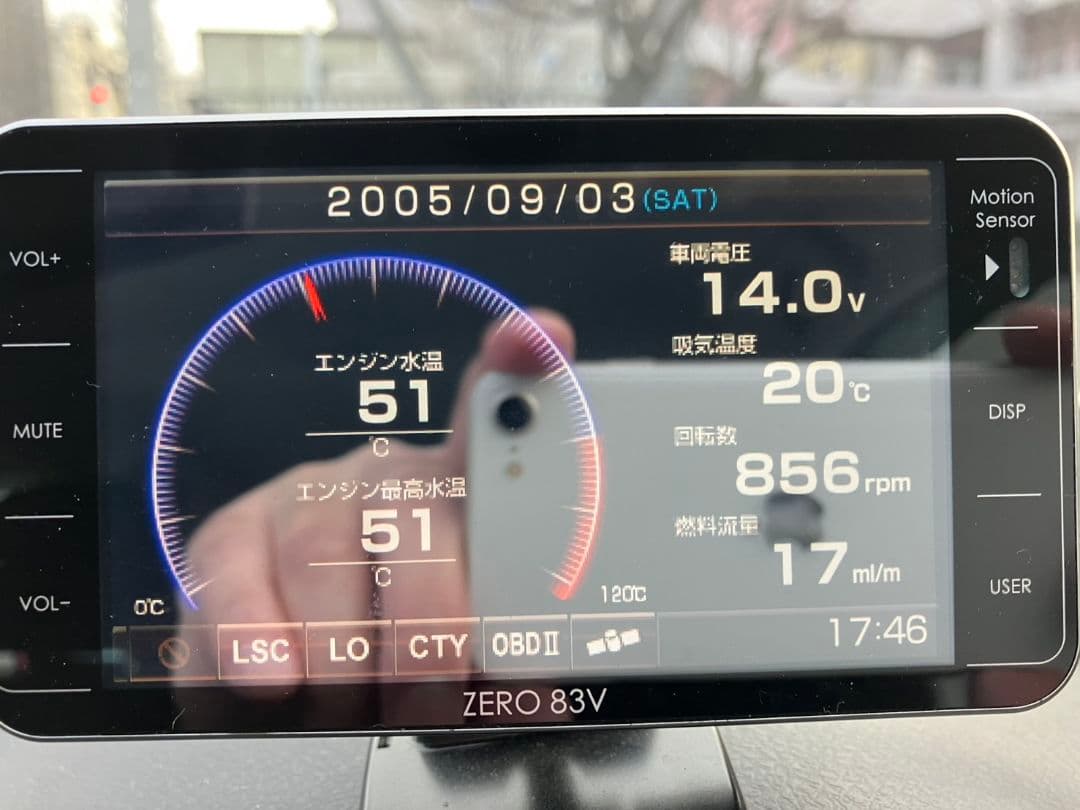 2005/09/03(SAT)
Motion
Sensor
VOL+
MUTE
VOL−
DISP
USER
エンジン水温
51
℃
エンジン最高水温
51
℃
0℃
120℃
車両電圧
14.0V
吸気温度
20℃
回転数
856rpm
燃料流量
17ml/m
LSC LO CTY OBDⅡ
17:46
ZERO 83V